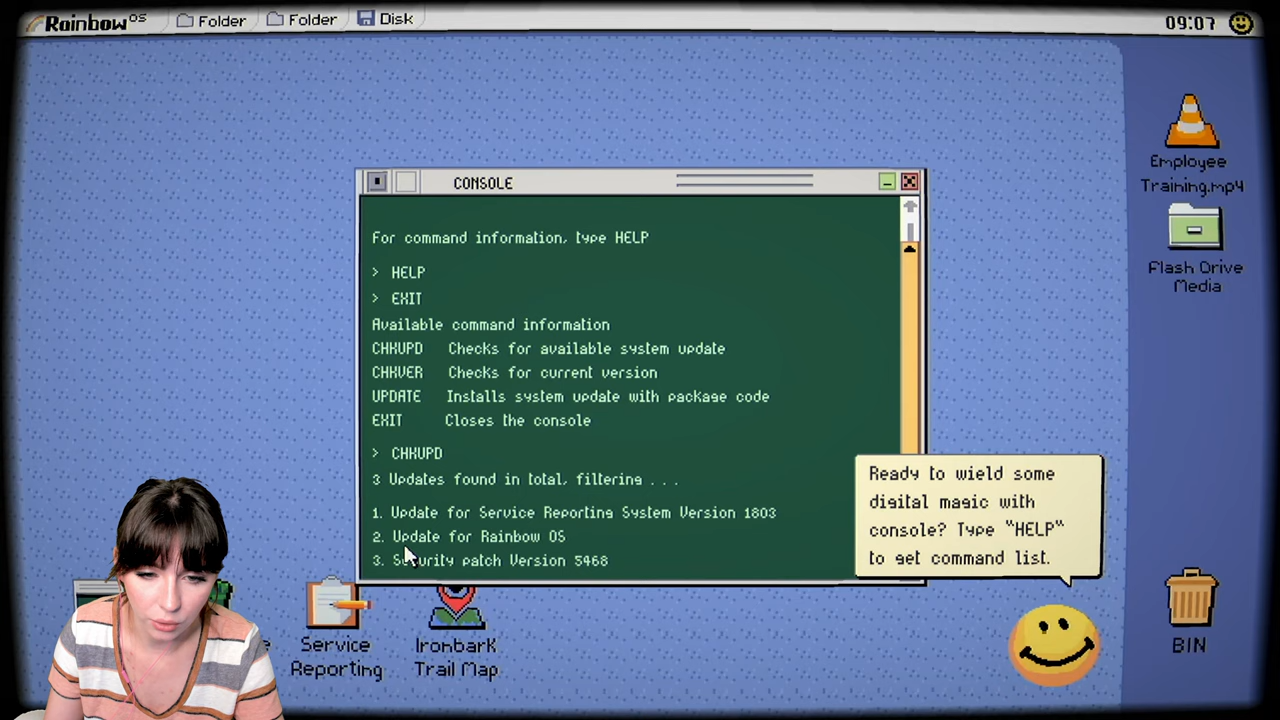 RainbowOS Folder Folder Disk 09:07
Employee
Training.mp4
Flash Drive
Media
CONSOLE
For command information, type HELP
> HELP
> EXIT
Available command information
CHKUPD Checks for available system update
CHKVER Checks for current version
UPDATE Installs system update with package code
EXIT Closes the console
> CHKUPD
3 Updates found in total, filtering . . .
1. Update for Service Reporting System Version 1803
2. Update for Rainbow OS
3. Security patch Version 5468
Ready to wield some
digital magic with
console? Type "HELP"
to get command list.
Service
Reporting
Ironbark
Trail Map
BIN